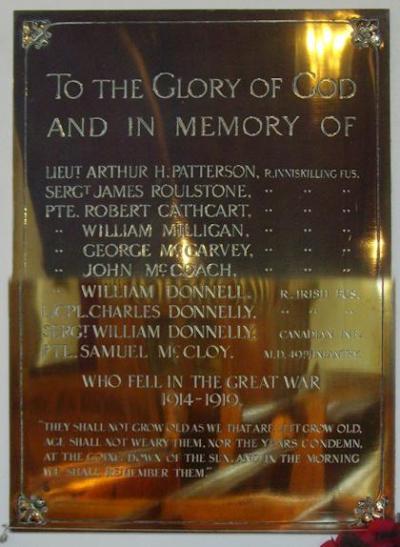 TO THE GLORY OF GOD
AND IN MEMORY OF
LIEUT ARTHUR H. PATTERSON, R. INNISKILLING FUS.
SERGT JAMES ROULSTONE, " " "
PTE. ROBERT CATHCART, " " "
" WILLIAM MILLIGAN, " " "
" GEORGE McGARVEY, " " "
" JOHN McCOACH, " " "
" WILLIAM DONNELL, R. IRISH FUS.
L/CPL. CHARLES DONNELLY. " " "
SERGT WILLIAM DONNELLY. CANADIAN INF.
PTE. SAMUEL McCLOY. M.D. 49TH INFANTRY.
WHO FELL IN THE GREAT WAR
1914-1919.
"THEY SHALL NOT GROW OLD AS WE THAT ARE LEFT GROW OLD,
AGE SHALL NOT WEARY THEM, NOR THE YEARS CONDEMN,
AT THE GOING DOWN OF THE SUN, AND IN THE MORNING
WE SHALL REMEMBER THEM."